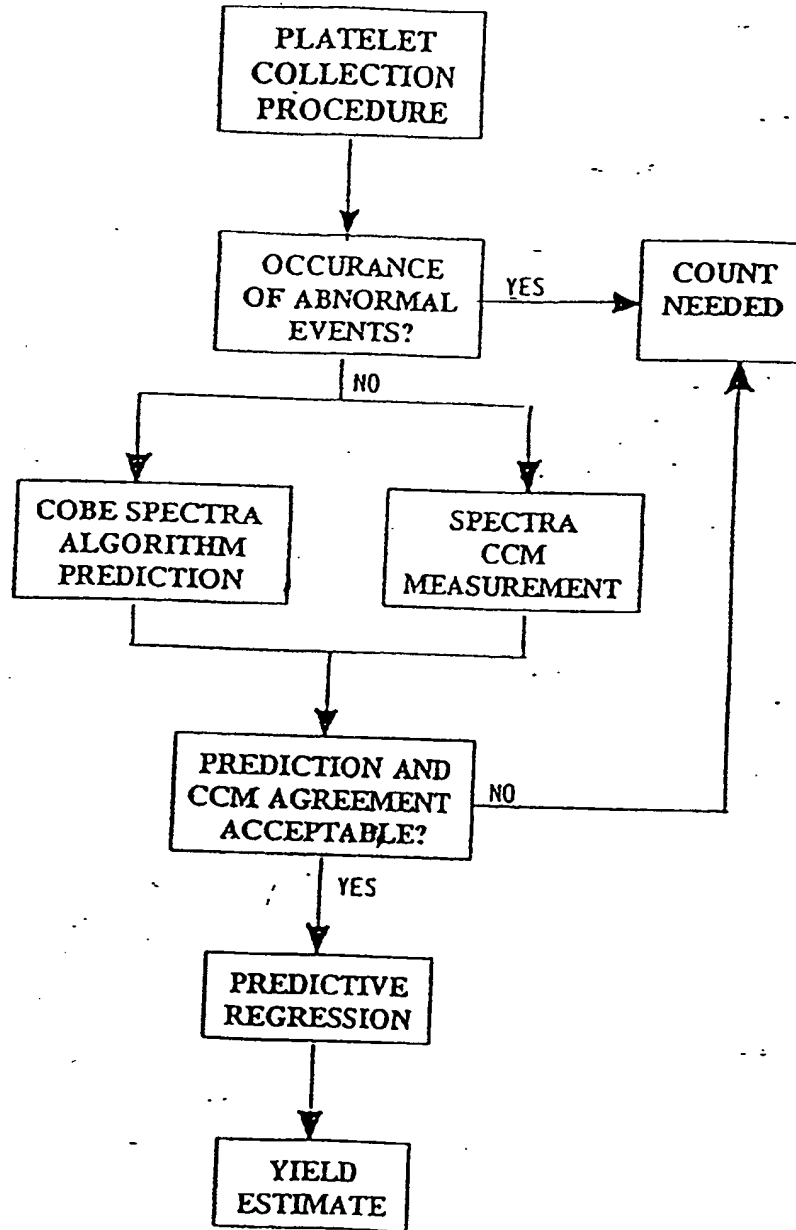 PLATELET
COLLECTION
PROCEDURE
OCCURANCE
OF ABNORMAL
EVENTS?
YES
COUNT
NEEDED
NO
COBE SPECTRA
ALGORITHM
PREDICTION
SPECTRA
CCM
MEASUREMENT
PREDICTION AND
CCM AGREEMENT
ACCEPTABLE?
NO
YES
PREDICTIVE
REGRESSION
YIELD
ESTIMATE